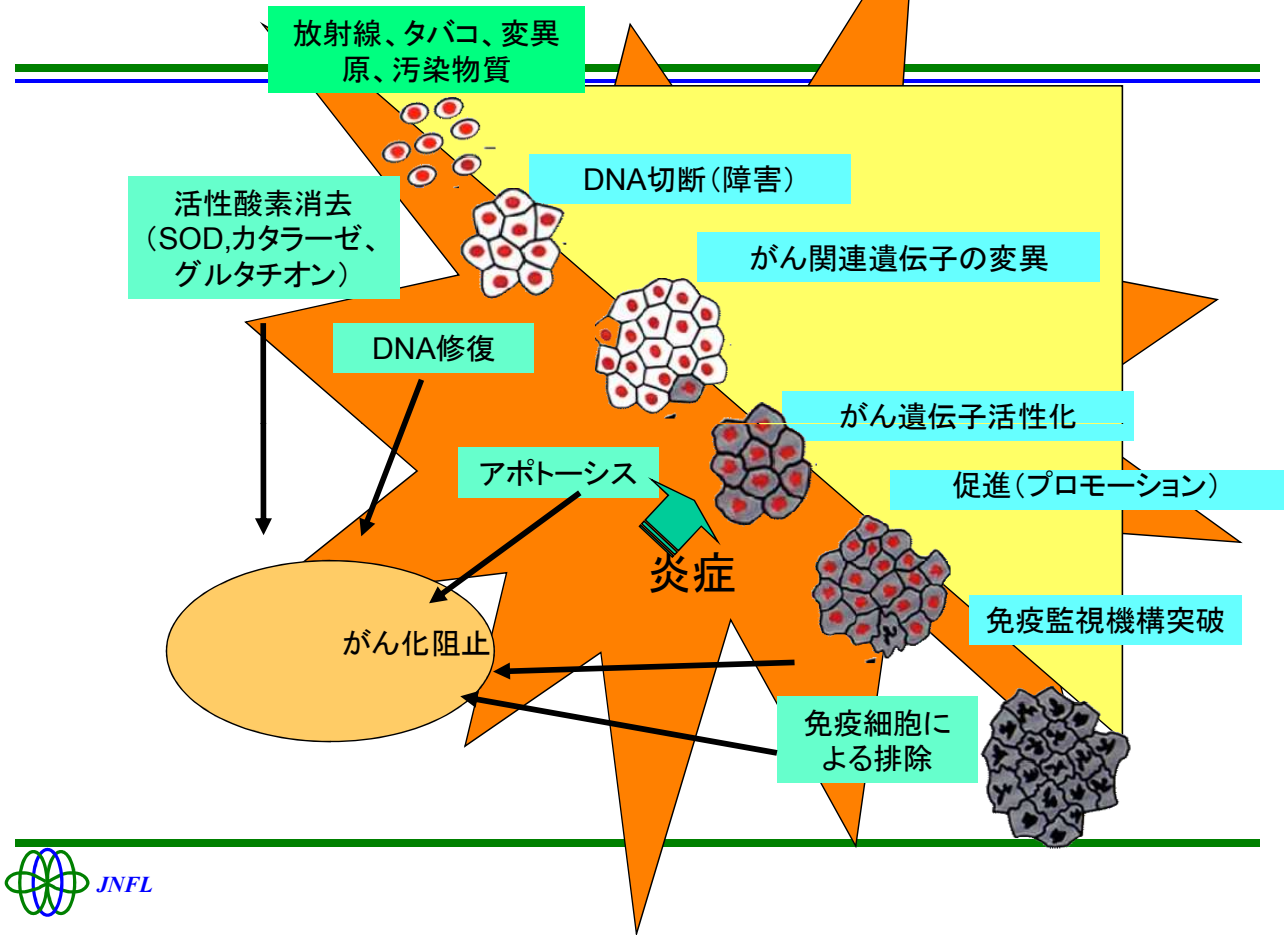 放射線、タバコ、変異
原、汚染物質
DNA切断（障害）
活性酸素消去
（SOD,カタラーゼ、
グルタチオン）
がん関連遺伝子の変異
DNA修復
がん遺伝子活性化
アポトーシス
促進（プロモーション）
炎症
免疫監視機構突破
がん化阻止
免疫細胞に
よる排除
JNFL